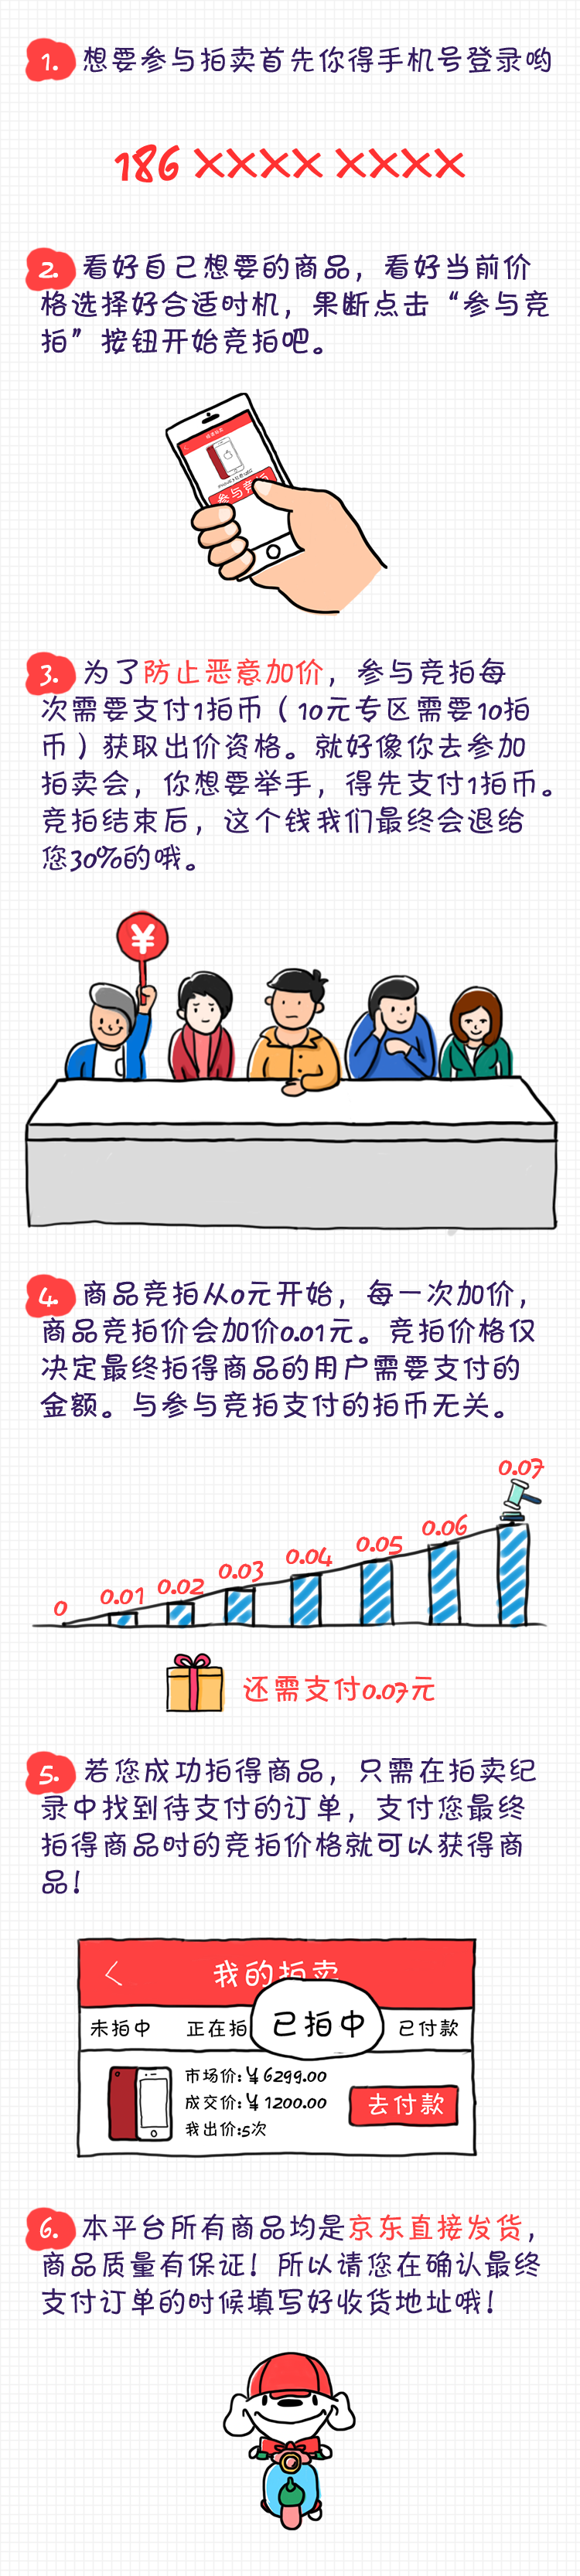 1. 想要参与拍卖首先你得手机号登录哟
186 XXXX XXXX
2. 看好自己想要的商品，看好当前价
格选择好合适时机，果断点击“参与竞
拍”按钮开始竞拍吧。
参与竞拍
3. 为了防止恶意加价，参与竞拍每
次需要支付1拍币（10元专区需要10拍
币）获取出价资格。就好像你去参加
拍卖会，你想要举手，得先支付1拍币。
竞拍结束后，这个钱我们最终会退给
您30%的哦。
¥
4. 商品竞拍从0元开始，每一次加价，
商品竞拍价会加价0.01元。竞拍价格仅
决定最终拍得商品的用户需要支付的
金额。与参与竞拍支付的拍币无关。
0 0.01 0.02 0.03 0.04 0.05 0.06 0.07
还需支付0.07元
5. 若您成功拍得商品，只需在拍卖纪
录中找到待支付的订单，支付您最终
拍得商品时的竞拍价格就可以获得商
品！
我的拍卖
未拍中 正在拍 已拍中 已付款
市场价:¥6299.00
成交价:¥1200.00
我出价:5次
去付款
6. 本平台所有商品均是京东直接发货，
商品质量有保证！所以请您在确认最终
支付订单的时候填写好收货地址哦！